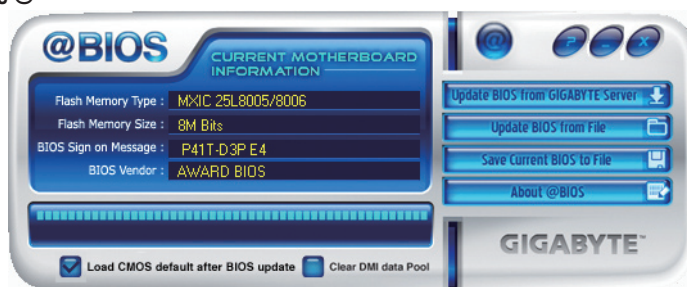 @BIOS
CURRENT MOTHERBOARD
INFORMATION
Flash Memory Type : MXIC 25L8005/8006
Flash Memory Size : 8M Bits
BIOS Sign on Message : P41T-D3P E4
BIOS Vendor : AWARD BIOS
Load CMOS default after BIOS update
Clear DMI data Pool
@
? - x
Update BIOS from GIGABYTE Server
Update BIOS from File
Save Current BIOS to File
About @BIOS
GIGABYTE™